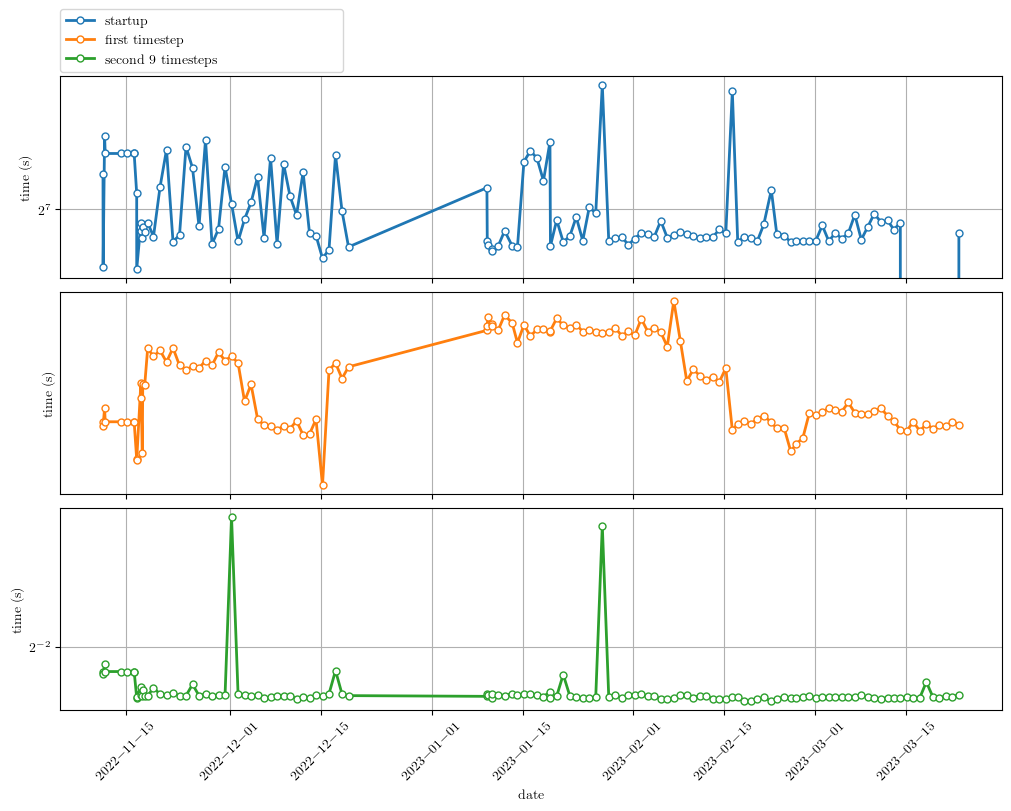 startup
first timestep
second 9 timesteps
time (s)
2⁷
time (s)
time (s)
2⁻²
2022−11−15
2022−12−01
2022−12−15
2023−01−01
2023−01−15
2023−02−01
2023−02−15
2023−03−01
2023−03−15
date